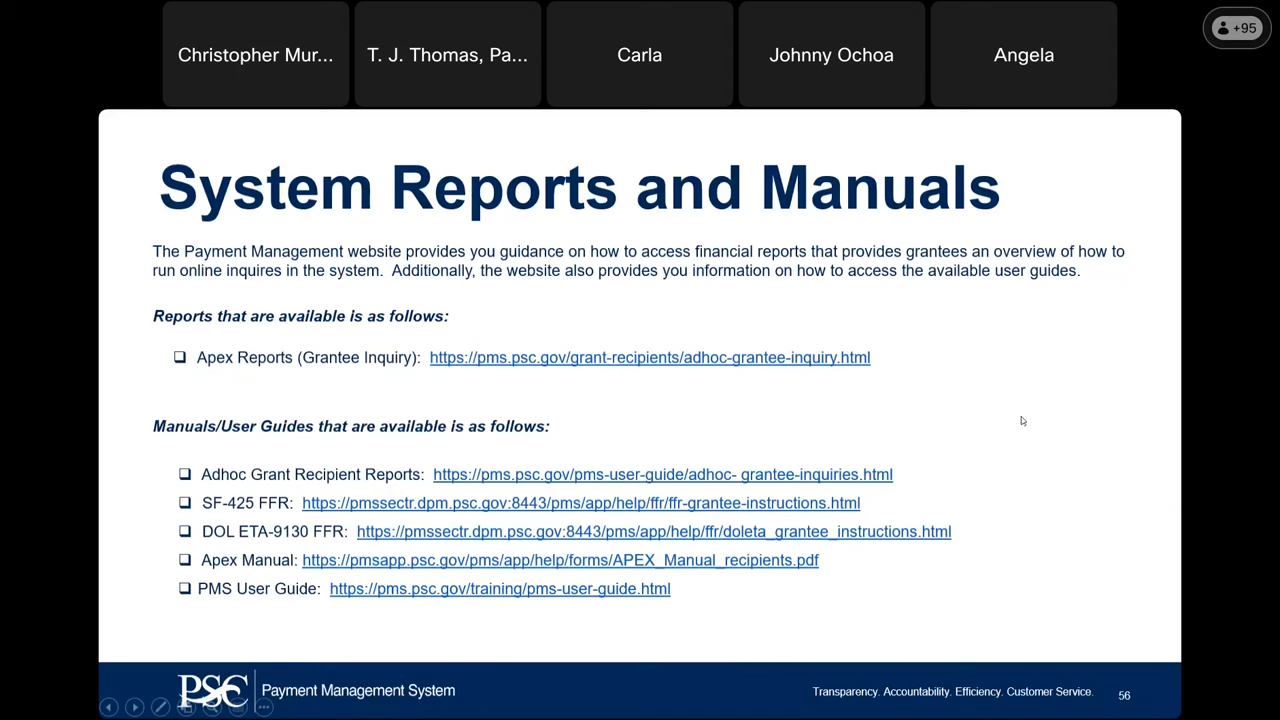 Christopher Mur...
T. J. Thomas, Pa...
Carla
Johnny Ochoa
Angela
+95
System Reports and Manuals
The Payment Management website provides you guidance on how to access financial reports that provides grantees an overview of how to
run online inquires in the system. Additionally, the website also provides you information on how to access the available user guides.
Reports that are available is as follows:
Apex Reports (Grantee Inquiry): https://pms.psc.gov/grant-recipients/adhoc-grantee-inquiry.html
Manuals/User Guides that are available is as follows:
Adhoc Grant Recipient Reports: https://pms.psc.gov/pms-user-guide/adhoc- grantee-inquiries.html
SF-425 FFR: https://pmssectr.dpm.psc.gov:8443/pms/app/help/ffr/ffr-grantee-instructions.html
DOL ETA-9130 FFR: https://pmssectr.dpm.psc.gov:8443/pms/app/help/ffr/doleta_grantee_instructions.html
Apex Manual: https://pmsapp.psc.gov/pms/app/help/forms/APEX_Manual_recipients.pdf
PMS User Guide: https://pms.psc.gov/training/pms-user-guide.html
PSC Payment Management System
Transparency. Accountability. Efficiency. Customer Service.
56